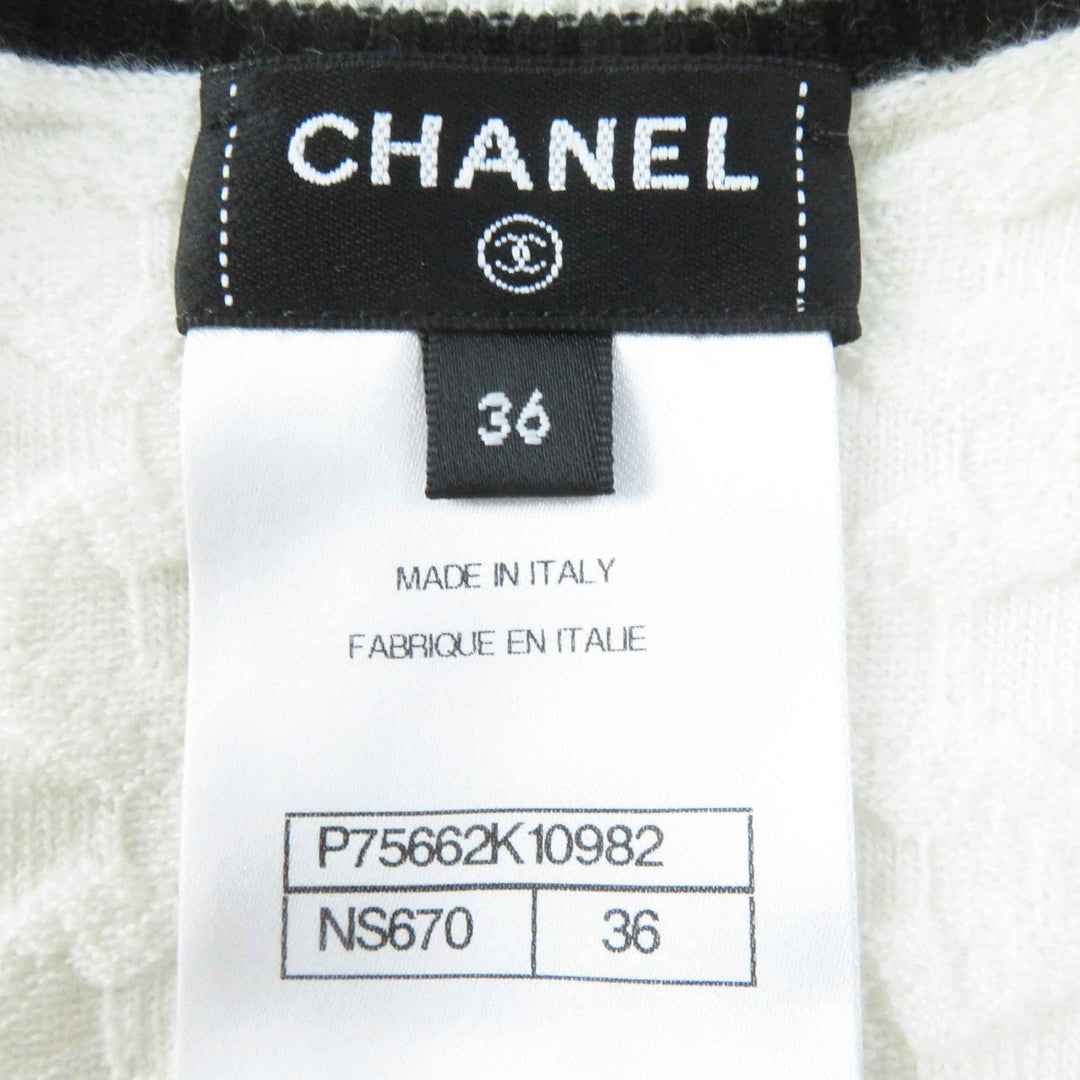 CHANEL
36
MADE IN ITALY
FABRIQUE EN ITALIE
P75662K10982
NS670 36